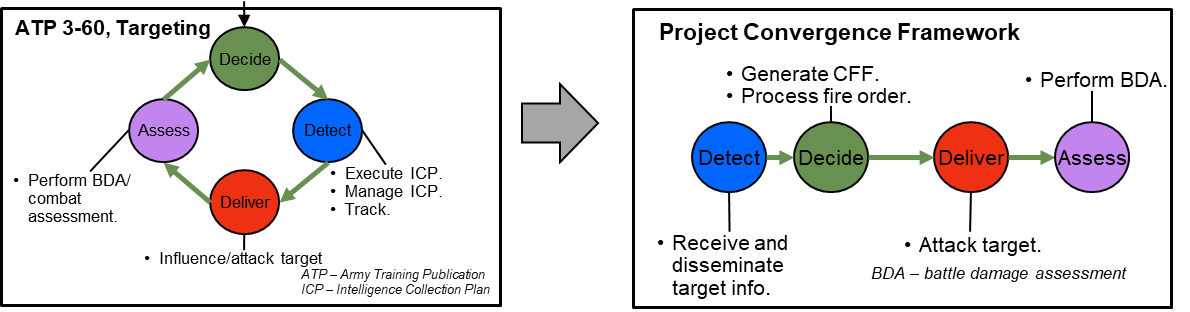 ATP 3-60, Targeting
Decide
Assess
Detect
• Execute ICP.
• Manage ICP.
• Track.
• Perform BDA/
combat
assessment.
Deliver
• Influence/attack target
ATP – Army Training Publication
ICP – Intelligence Collection Plan
Project Convergence Framework
• Generate CFF.
• Process fire order.
• Perform BDA.
Detect
Decide
Deliver
Assess
• Receive and
disseminate
target info.
• Attack target.
BDA – battle damage assessment